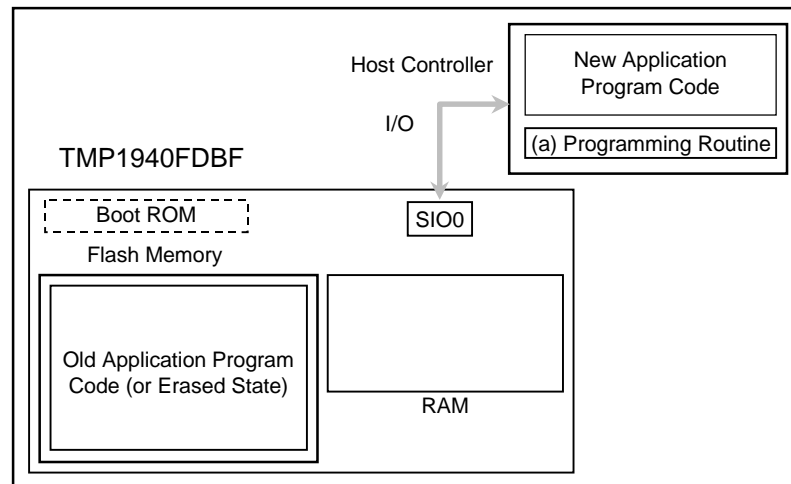 Host Controller
New Application
Program Code
I/O
(a) Programming Routine
TMP1940FDBF
Boot ROM
SIO0
Flash Memory
Old Application Program
Code (or Erased State)
RAM